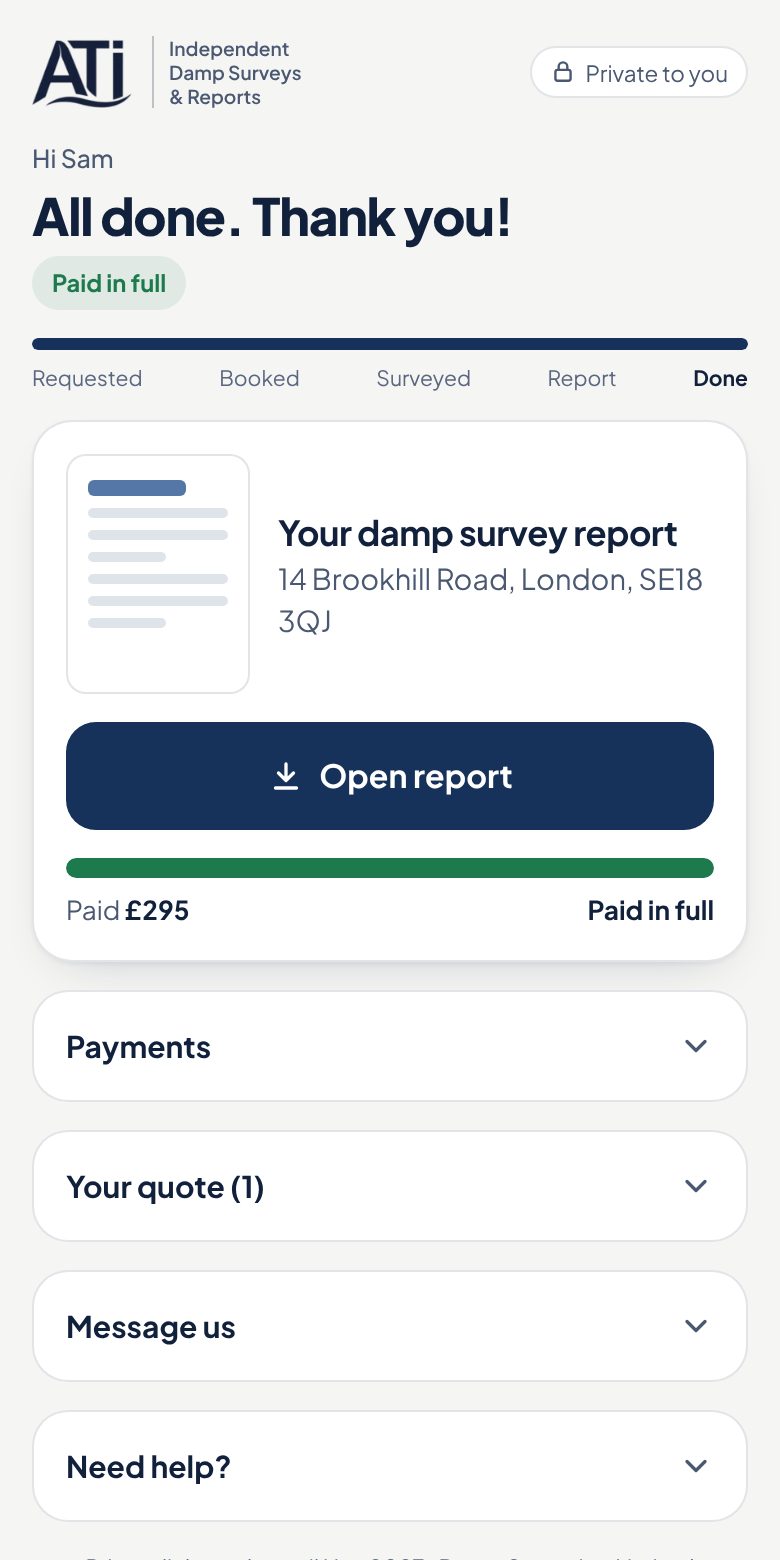 ATi
Independent
Damp Surveys
& Reports
Private to you
Hi Sam
All done. Thank you!
Paid in full
Requested
Booked
Surveyed
Report
Done
Your damp survey report
14 Brookhill Road, London, SE18
3QJ
Open report
Paid £295
Paid in full
Payments
Your quote (1)
Message us
Need help?